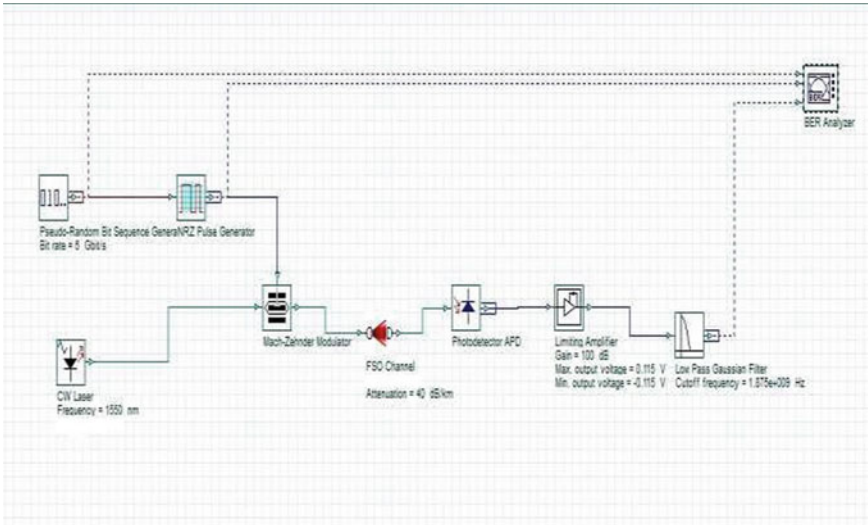 BER Analyzer
010..
Pseudo-Random Bit Sequence GeneraNRZ Pulse Generator
Bit rate = 5 Gbit/s
Mach-Zehnder Modulator
Photodetector APD
Limiting Amplifier
Gain = 100 dB
Max. output voltage = 0.115 V
Min. output voltage = -0.115 V
Low Pass Gaussian Filter
Cutoff frequency = 1.875e+009 Hz
FSO Channel
Attenuation = 40 dB/km
CW Laser
Frequency = 1550 nm